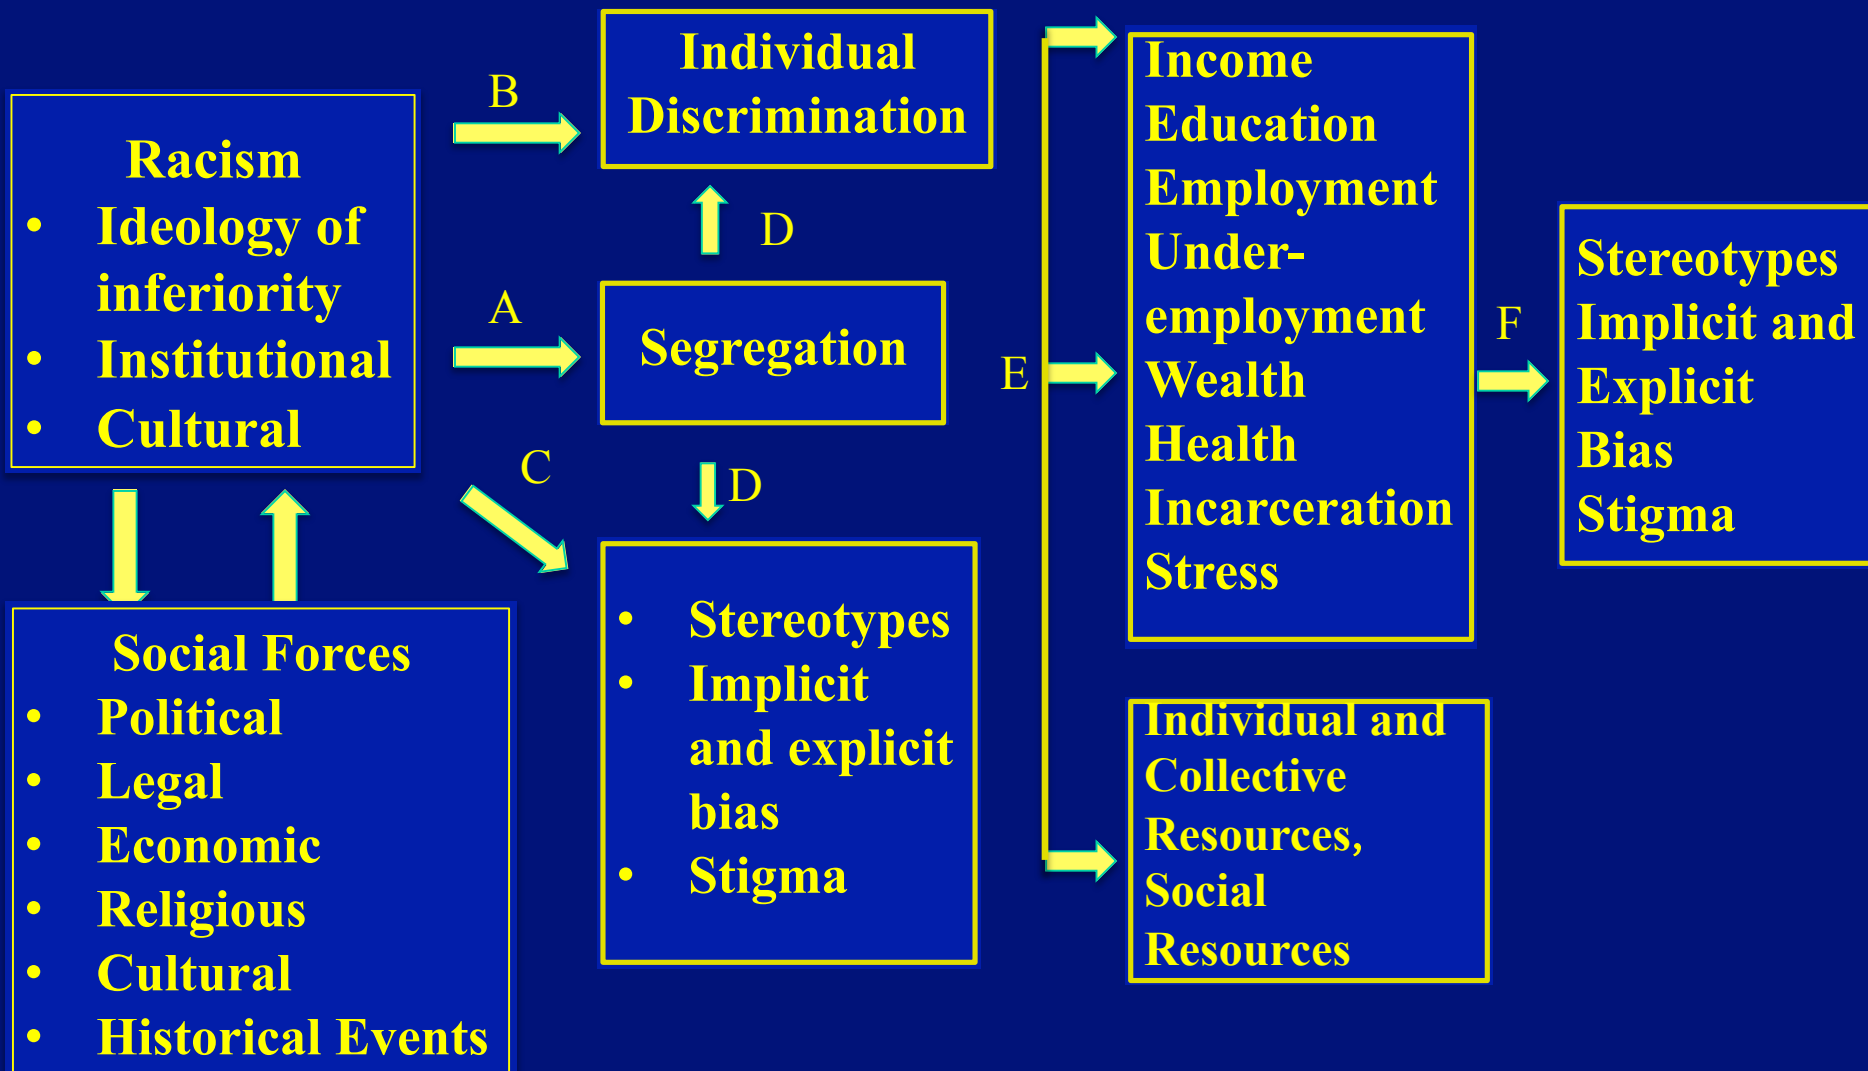 Racism
• Ideology of
inferiority
• Institutional
• Cultural
Social Forces
• Political
• Legal
• Economic
• Religious
• Cultural
• Historical Events
B
A
C
Individual
Discrimination
D
Segregation
D
• Stereotypes
• Implicit
and explicit
bias
• Stigma
E
Income
Education
Employment
Under-
employment
Wealth
Health
Incarceration
Stress
Individual and
Collective
Resources,
Social
Resources
F
Stereotypes
Implicit and
Explicit
Bias
Stigma